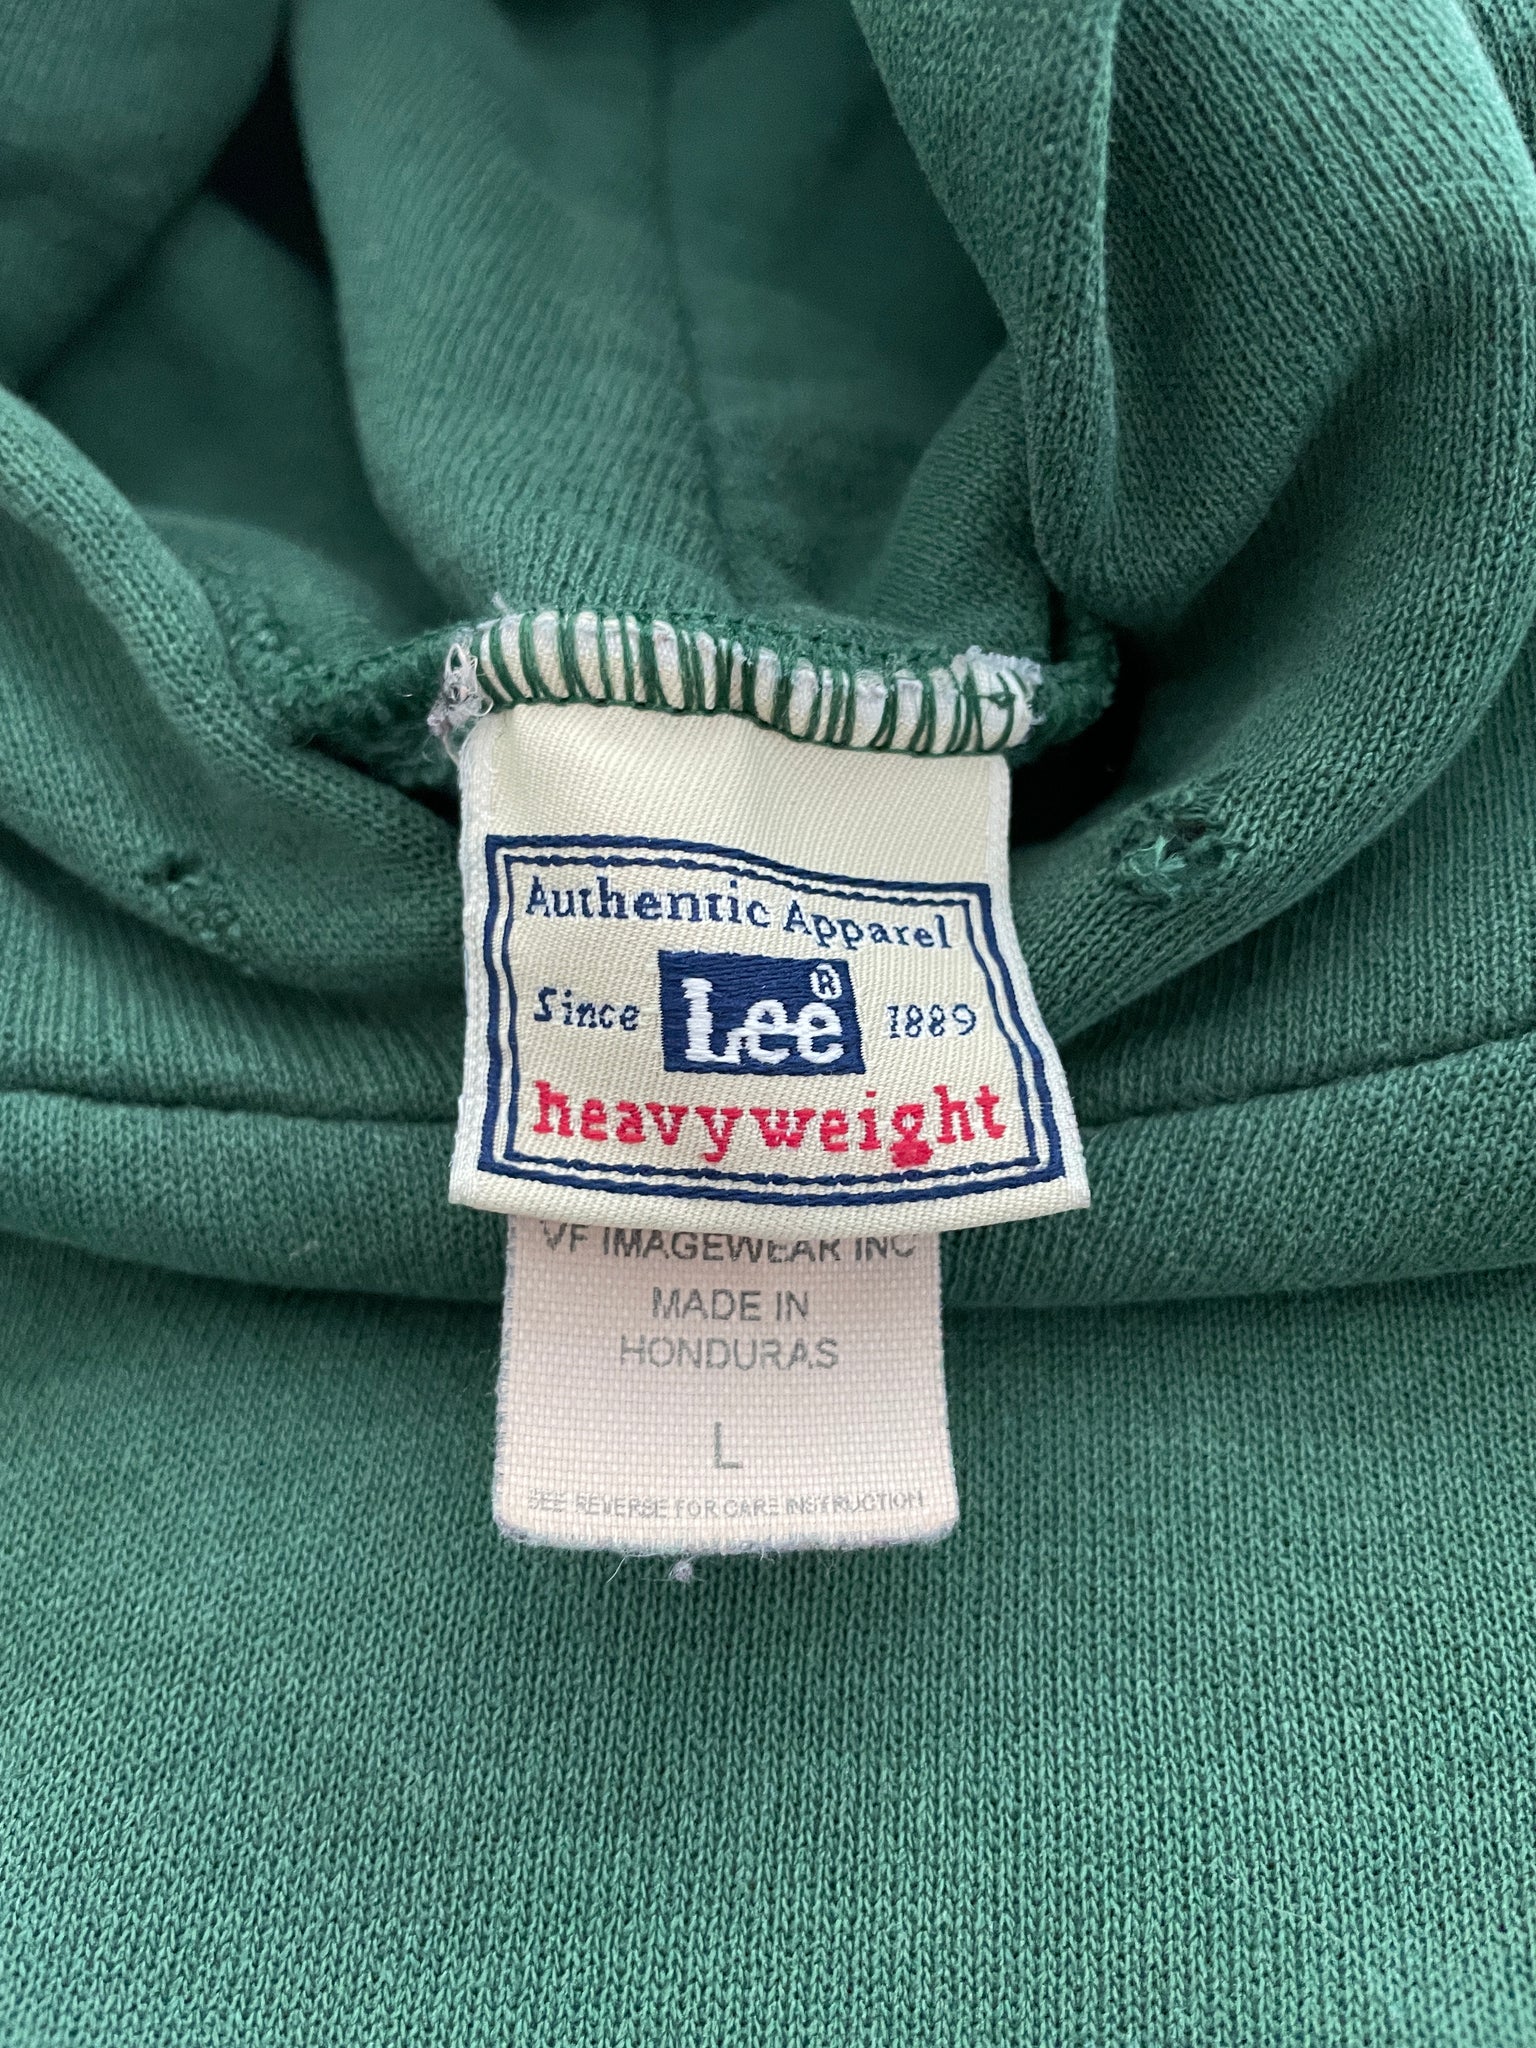 Authentic Apparel
Since Lee® 1889
heavyweight
VF IMAGEWEAR INC
MADE IN
HONDURAS
L
SEE REVERSE FOR CARE INSTRUCTION